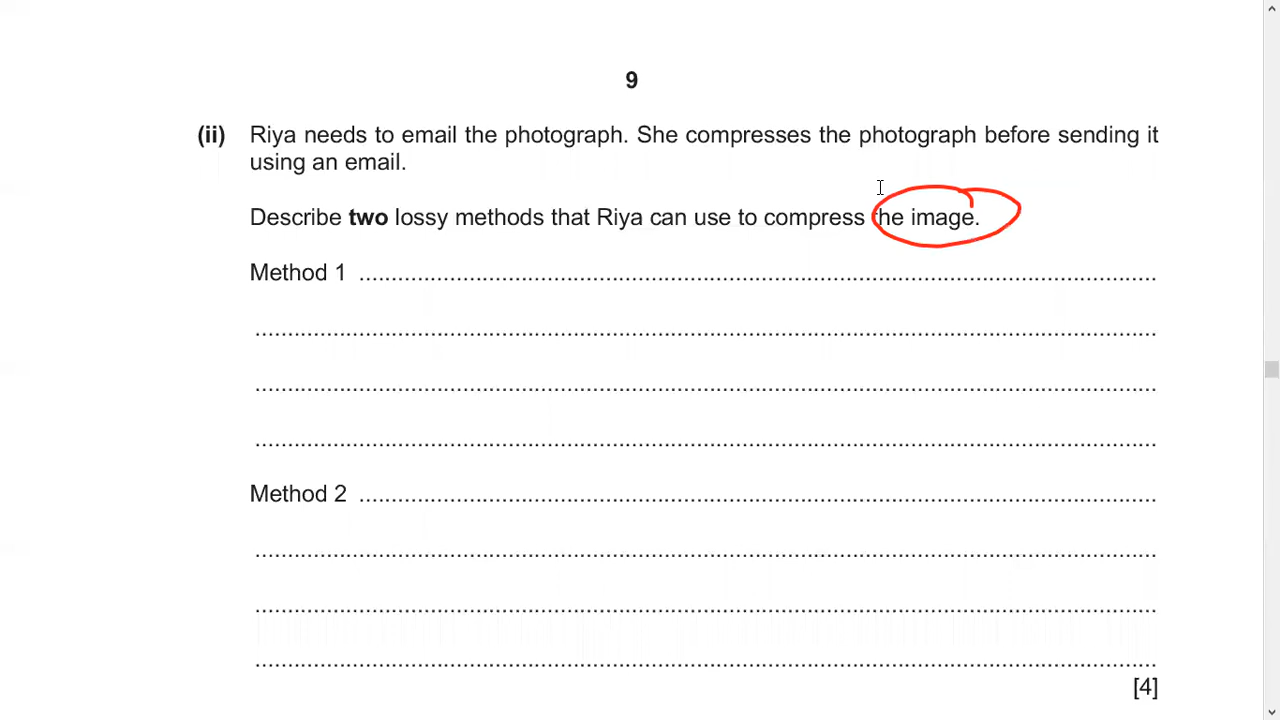 9
(ii) Riya needs to email the photograph. She compresses the photograph before sending it
using an email.
Describe two lossy methods that Riya can use to compress the image.
Method 1 ................................................................................................................
................................................................................................................................
................................................................................................................................
................................................................................................................................
Method 2 ................................................................................................................
................................................................................................................................
................................................................................................................................
................................................................................................................................
[4]